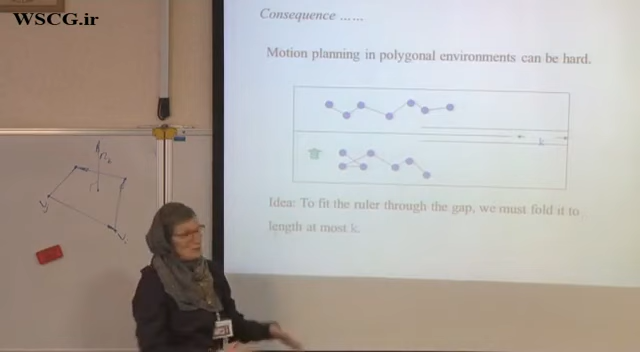 WSCG.ir
Consequence ......
Motion planning in polygonal environments can be hard.
k
Idea: To fit the ruler through the gap, we must fold it to
length at most k.